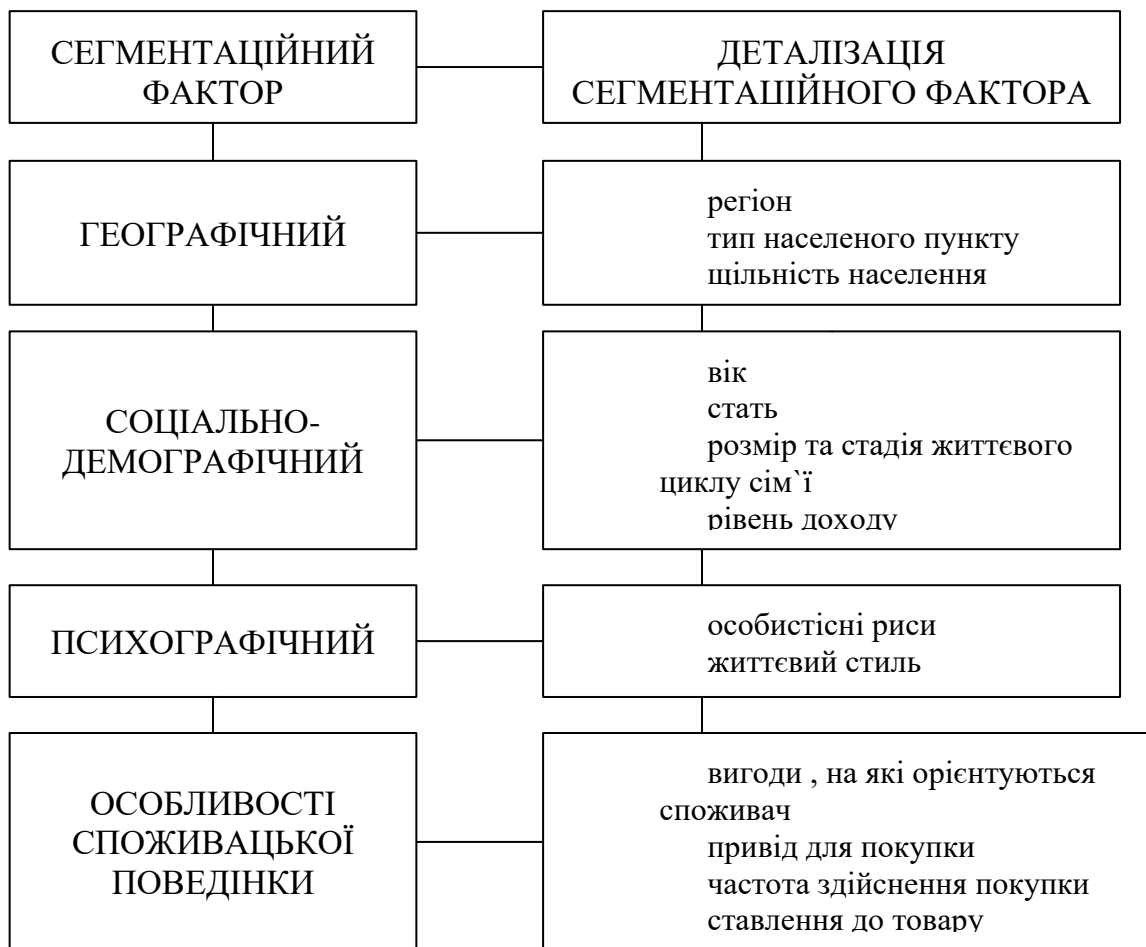 СЕГМЕНТАЦІЙНИЙ
ФАКТОР
ДЕТАЛІЗАЦІЯ
СЕГМЕНТАШІЙНОГО ФАКТОРА
ГЕОГРАФІЧНИЙ
регіон
тип населеного пункту
щільність населення
СОЦІАЛЬНО-
ДЕМОГРАФІЧНИЙ
вік
стать
розмір та стадія життєвого
циклу сім`ї
рівень доходу
ПСИХОГРАФІЧНИЙ
особистісні риси
життєвий стиль
ОСОБЛИВОСТІ
СПОЖИВАЦЬКОЇ
ПОВЕДІНКИ
вигоди , на які орієнтуються
споживач
привід для покупки
частота здійснення покупки
ставлення до товару